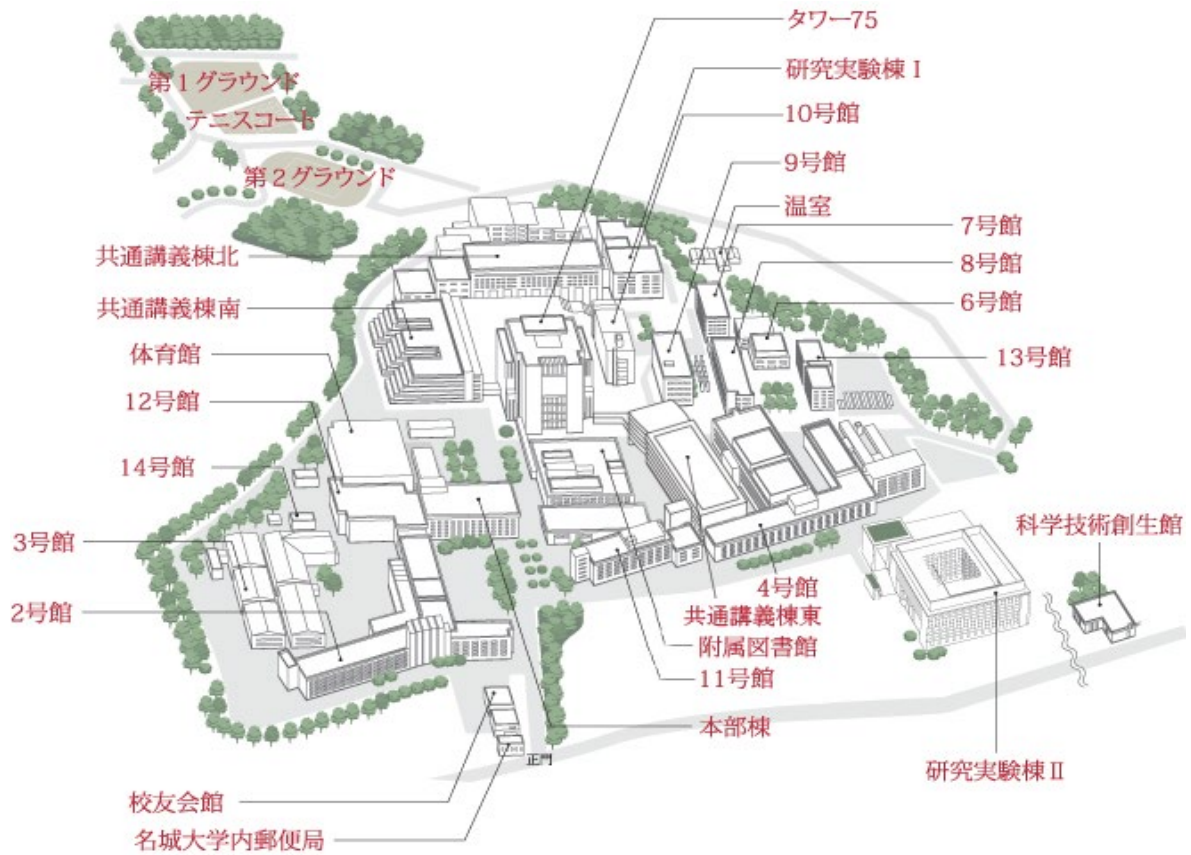 タワー75
第1グラウンド
研究実験棟Ⅰ
テニスコート
10号館
9号館
第2グラウンド
温室
7号館
共通講義棟北
8号館
共通講義棟南
6号館
体育館
13号館
12号館
14号館
科学技術創生館
3号館
4号館
2号館
共通講義棟東
附属図書館
11号館
本部棟
正門
研究実験棟Ⅱ
校友会館
名城大学内郵便局